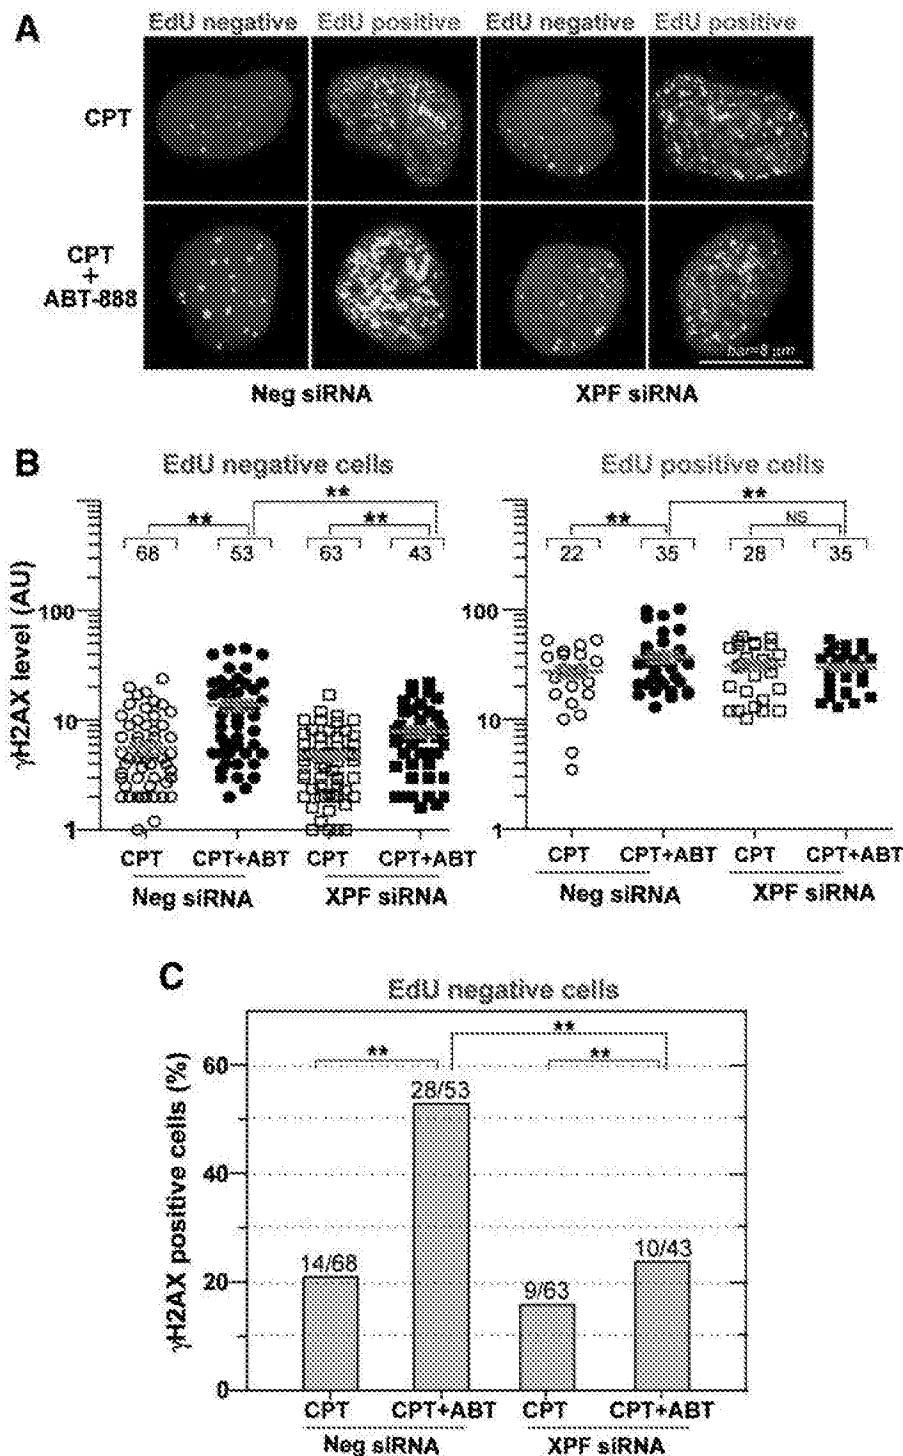 A
EdU negative EdU positive EdU negative EdU positive
CPT
CPT
+
ABT-888
bar=8 μm
Neg siRNA XPF siRNA
B
EdU negative cells EdU positive cells
** ** ** ** ** NS
68 53 63 43 22 35 28 35
γH2AX level (AU)
100 100
10 10
1 1
CPT CPT+ABT CPT CPT+ABT CPT CPT+ABT CPT CPT+ABT
Neg siRNA XPF siRNA Neg siRNA XPF siRNA
C
EdU negative cells
** ** **
γH2AX positive cells (%)
60
40
20
0
28/53
14/68
9/63
10/43
CPT CPT+ABT CPT CPT+ABT
Neg siRNA XPF siRNA